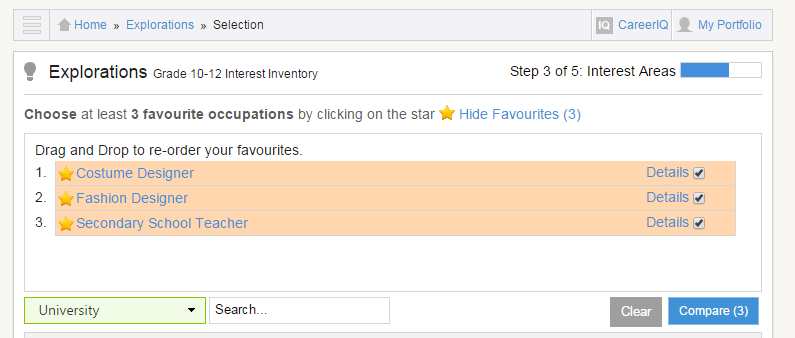 Home » Explorations » Selection IQ CareerIQ My Portfolio
Explorations Grade 10-12 Interest Inventory Step 3 of 5: Interest Areas
Choose at least 3 favourite occupations by clicking on the star Hide Favourites (3)
Drag and Drop to re-order your favourites.
1. Costume Designer Details
2. Fashion Designer Details
3. Secondary School Teacher Details
University Search... Clear Compare (3)